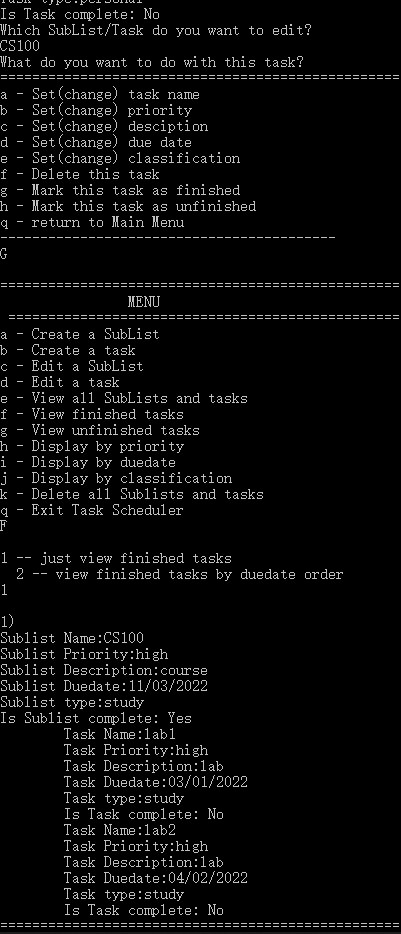 Task type:personal
Is Task complete: No
Which SubList/Task do you want to edit?
CS100
What do you want to do with this task?
==================================================
a - Set(change) task name
b - Set(change) priority
c - Set(change) desciption
d - Set(change) due date
e - Set(change) classification
f - Delete this task
g - Mark this task as finished
h - Mark this task as unfinished
q - return to Main Menu
------------------------------------------
G
==================================================
MENU
=================================================
a - Create a SubList
b - Create a task
c - Edit a SubList
d - Edit a task
e - View all SubLists and tasks
f - View finished tasks
g - View unfinished tasks
h - Display by priority
i - Display by duedate
j - Display by classification
k - Delete all Sublists and tasks
q - Exit Task Scheduler
F
1 -- just view finished tasks
2 -- view finished tasks by duedate order
1
1)
Sublist Name:CS100
Sublist Priority:high
Sublist Description:course
Sublist Duedate:11/03/2022
Sublist type:study
Is Sublist complete: Yes
Task Name:lab1
Task Priority:high
Task Description:lab
Task Duedate:03/01/2022
Task type:study
Is Task complete: No
Task Name:lab2
Task Priority:high
Task Description:lab
Task Duedate:04/02/2022
Task type:study
Is Task complete: No
==================================================